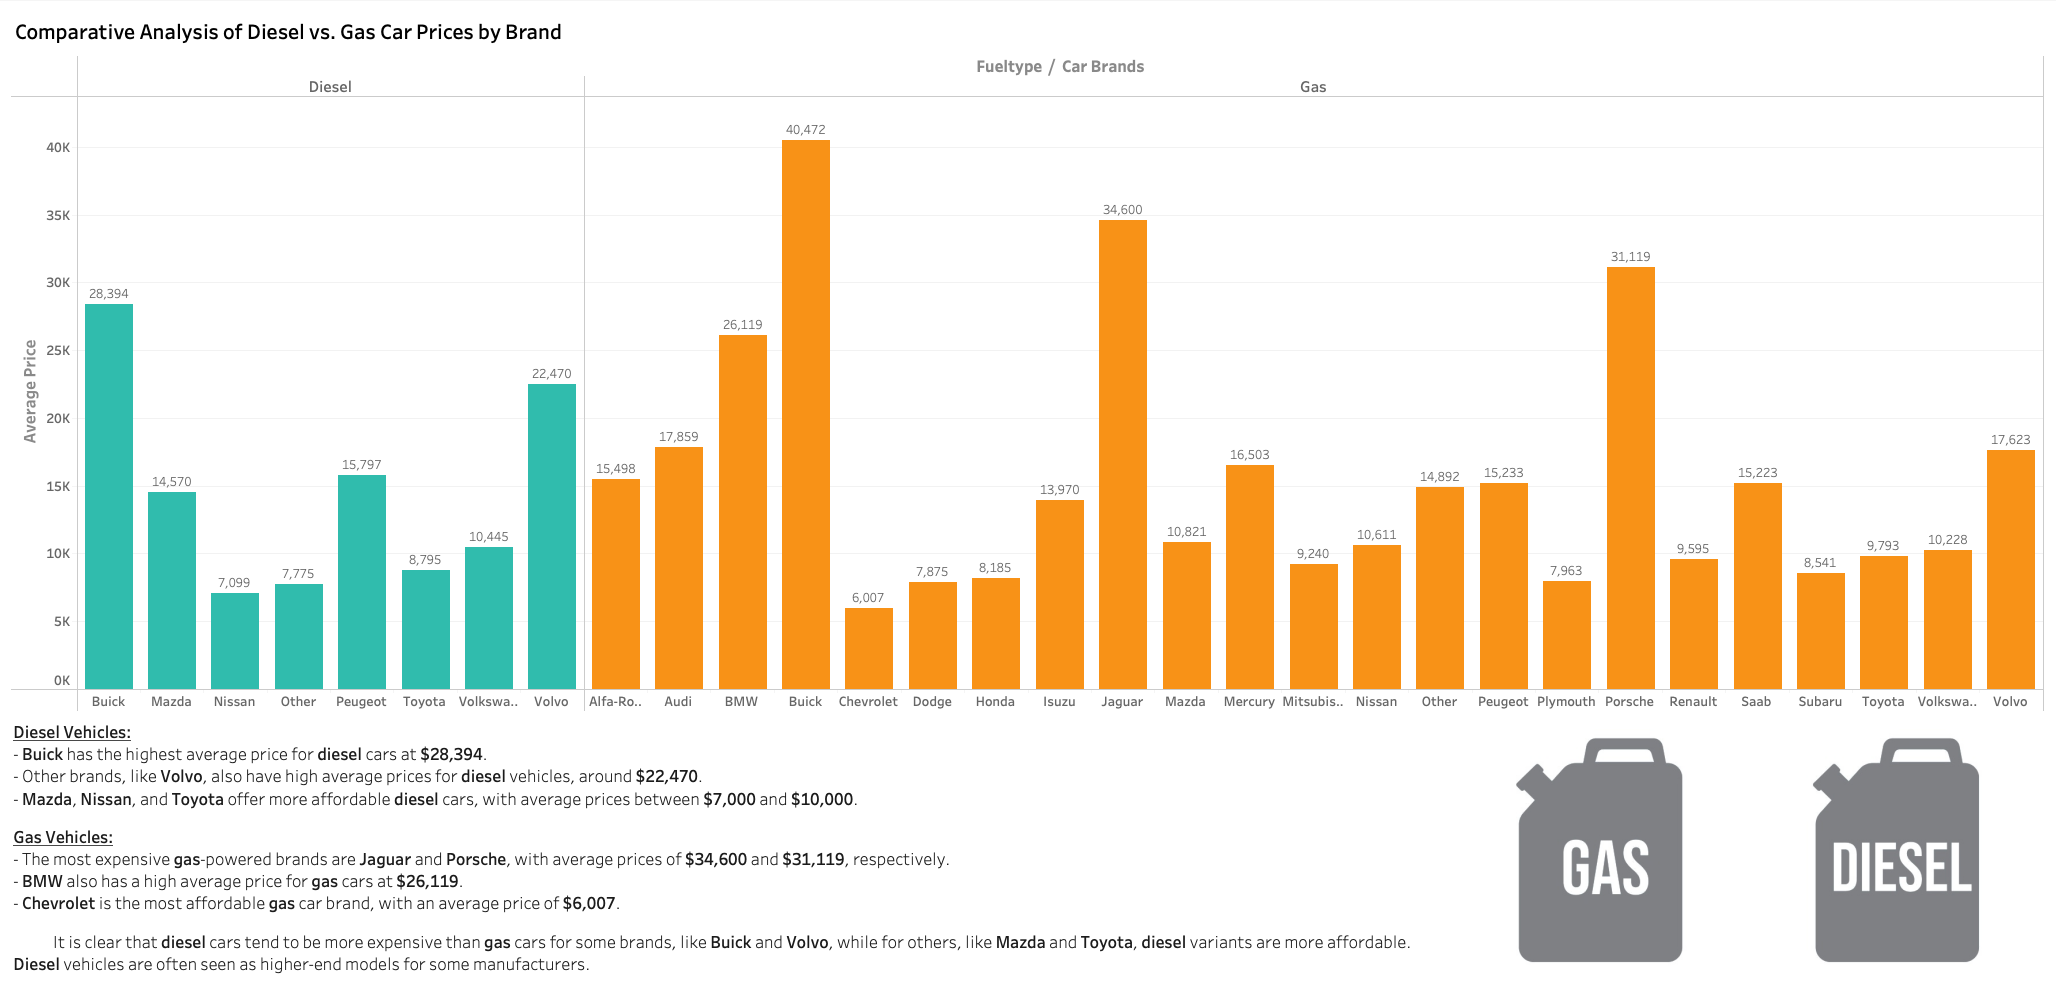 Comparative Analysis of Diesel vs. Gas Car Prices by Brand
Fueltype / Car Brands
Diesel
Gas
Average Price
40K
35K
30K
25K
20K
15K
10K
5K
0K
28,394
14,570
7,099
7,775
15,797
8,795
10,445
22,470
15,498
17,859
26,119
40,472
6,007
7,875
8,185
13,970
34,600
10,821
16,503
9,240
10,611
14,892
15,233
7,963
31,119
9,595
15,223
8,541
9,793
10,228
17,623
Buick Mazda Nissan Other Peugeot Toyota Volkswa.. Volvo Alfa-Ro.. Audi BMW Buick Chevrolet Dodge Honda Isuzu Jaguar Mazda Mercury Mitsubis.. Nissan Other Peugeot Plymouth Porsche Renault Saab Subaru Toyota Volkswa.. Volvo
Diesel Vehicles:
- Buick has the highest average price for diesel cars at $28,394.
- Other brands, like Volvo, also have high average prices for diesel vehicles, around $22,470.
- Mazda, Nissan, and Toyota offer more affordable diesel cars, with average prices between $7,000 and $10,000.
Gas Vehicles:
- The most expensive gas-powered brands are Jaguar and Porsche, with average prices of $34,600 and $31,119, respectively.
- BMW also has a high average price for gas cars at $26,119.
- Chevrolet is the most affordable gas car brand, with an average price of $6,007.
It is clear that diesel cars tend to be more expensive than gas cars for some brands, like Buick and Volvo, while for others, like Mazda and Toyota, diesel variants are more affordable.
Diesel vehicles are often seen as higher-end models for some manufacturers.
GAS
DIESEL